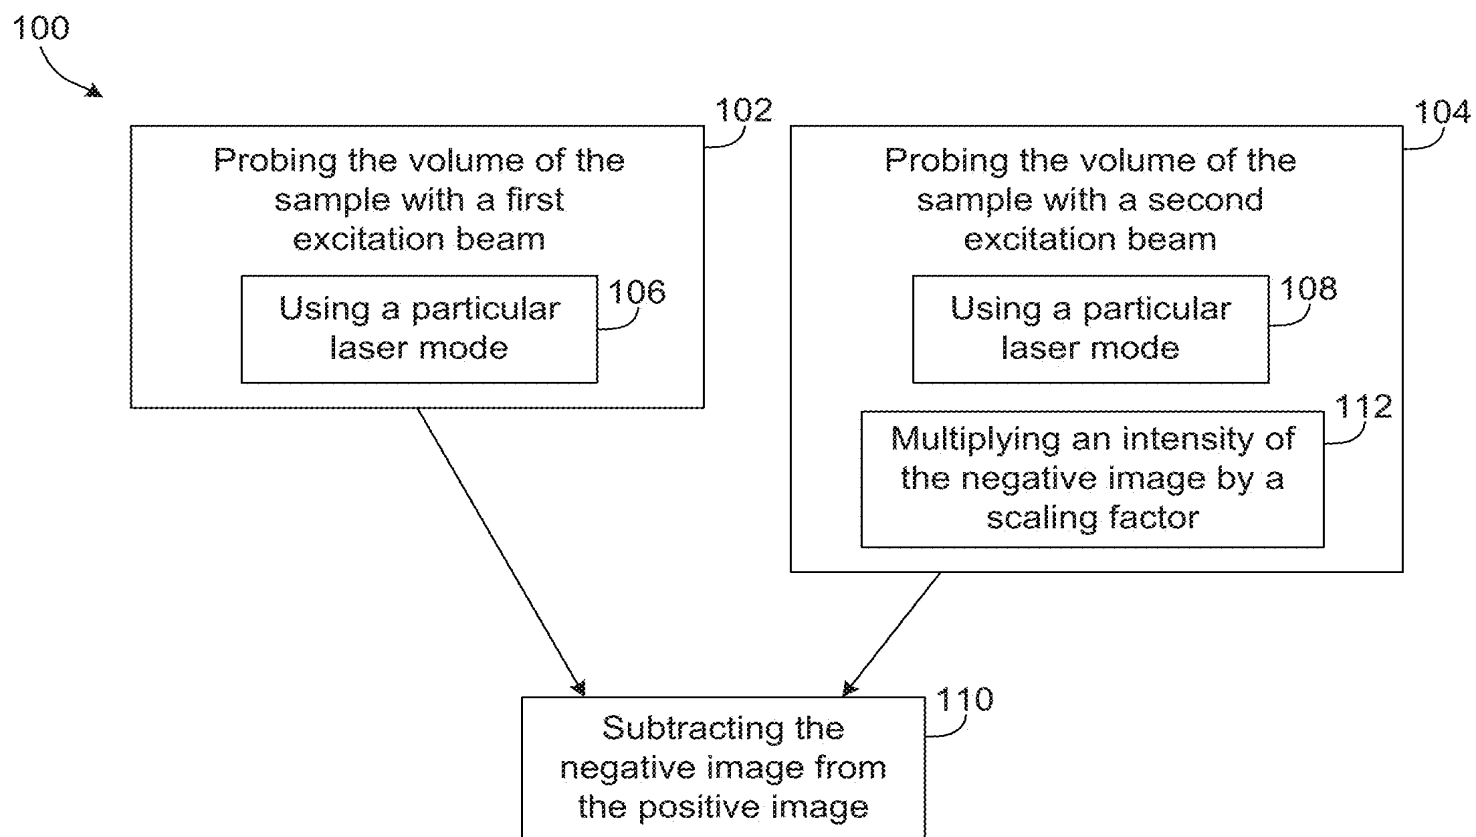 100
102
Probing the volume of the
sample with a first
excitation beam
106
Using a particular
laser mode
104
Probing the volume of the
sample with a second
excitation beam
108
Using a particular
laser mode
112
Multiplying an intensity of
the negative image by a
scaling factor
110
Subtracting the
negative image from
the positive image